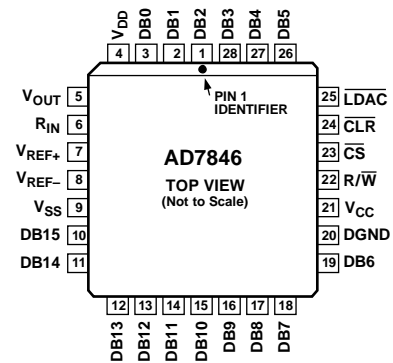 VDD DB0 DB1 DB2 DB3 DB4 DB5
4 3 2 1 28 27 26
PIN 1
IDENTIFIER
VOUT 5
RIN 6
VREF+ 7
VREF– 8
VSS 9
DB15 10
DB14 11
AD7846
TOP VIEW
(Not to Scale)
25 L̅D̅A̅C̅
24 C̅L̅R̅
23 C̅S̅
22 R/W̅
21 VCC
20 DGND
19 DB6
12 13 14 15 16 17 18
DB13 DB12 DB11 DB10 DB9 DB8 DB7